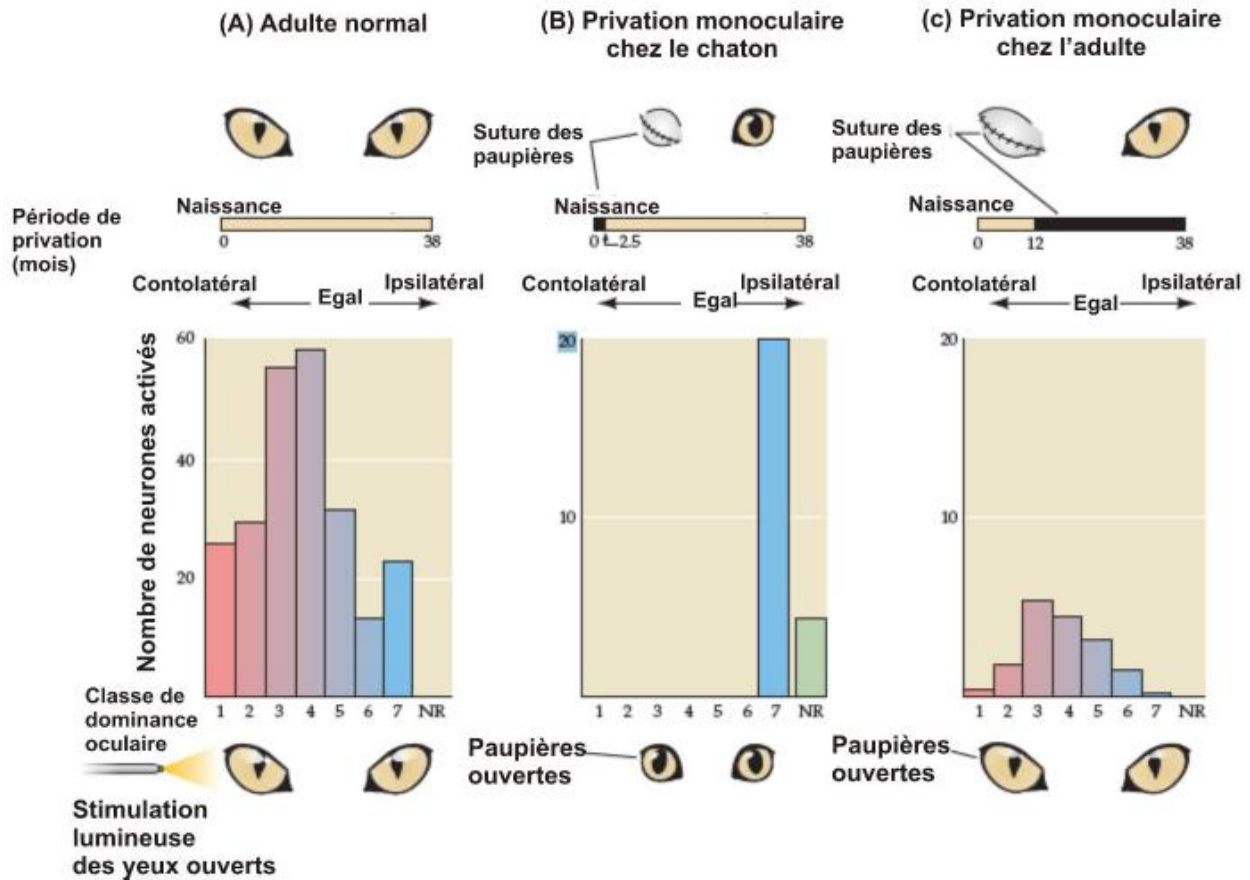 (A) Adulte normal
(B) Privation monoculaire
chez le chaton
(c) Privation monoculaire
chez l'adulte
Suture des
paupières
Suture des
paupières
Période de
privation
(mois)
Naissance
0 38
Naissance
0 2.5 38
Naissance
0 12 38
Contolatéral Egal Ipsilatéral
Contolatéral Egal Ipsilatéral
Contolatéral Egal Ipsilatéral
Nombre de neurones activés
60
40
20
1 2 3 4 5 6 7 NR
20
10
1 2 3 4 5 6 7 NR
20
10
1 2 3 4 5 6 7 NR
Classe de
dominance
oculaire
Paupières
ouvertes
Paupières
ouvertes
Stimulation
lumineuse
des yeux ouverts